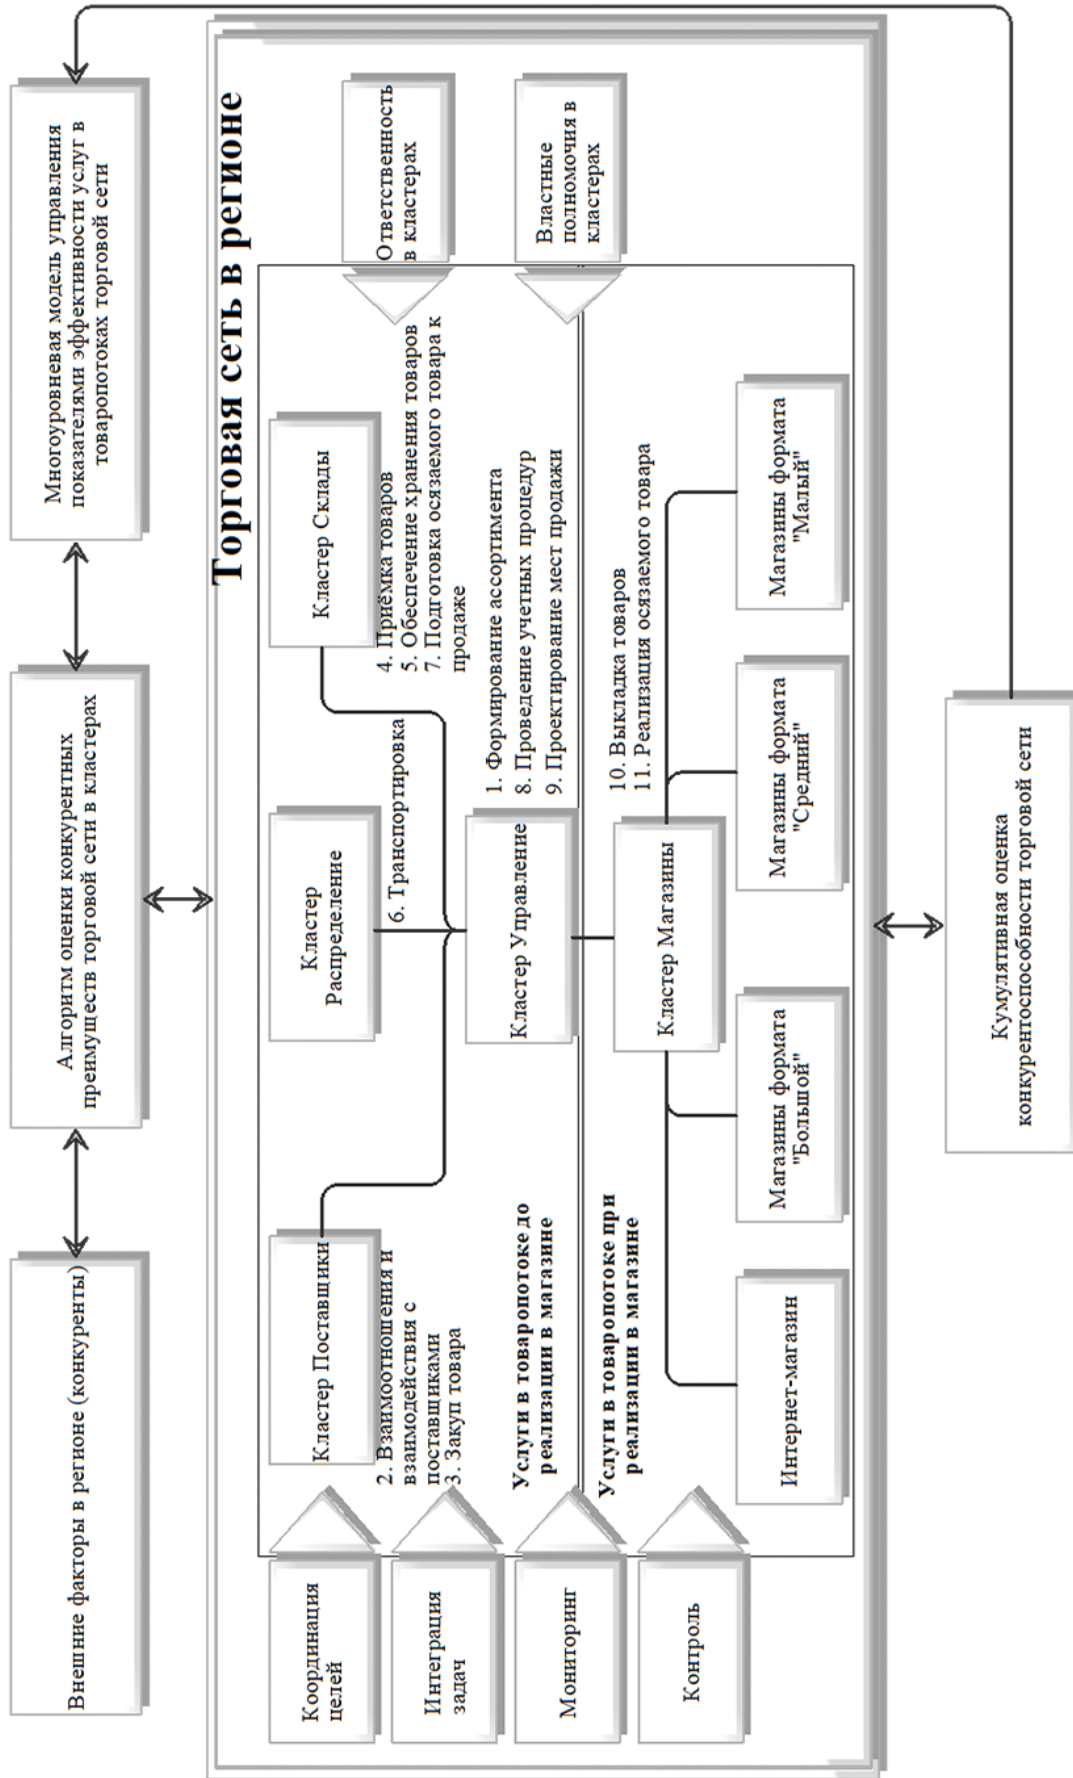 Внешние факторы в регионе (конкуренты)
Алгоритм оценки конкурентных
преимуществ торговой сети в кластерах
Многоуровневая модель управления
показателями эффективности услуг в
товаропотоках торговой сети
Торговая сеть в регионе
Координация
целей
Интеграция
задач
Мониторинг
Контроль
Кластер Поставщики
2. Взаимоотношения и
взаимодействия с
поставщиками
3. Закуп товара
Кластер
Распределение
6. Транспортировка
Кластер Склады
4. Приёмка товаров
5. Обеспечение хранения товаров
7. Подготовка осязаемого товара к
продаже
Ответственность
в кластерах
Властные
полномочия в
кластерах
Кластер Управление
1. Формирование ассортимента
8. Проведение учетных процедур
9. Проектирование мест продажи
Услуги в товаропотоке до
реализации в магазине
Услуги в товаропотоке при
реализации в магазине
Кластер Магазины
10. Выкладка товаров
11. Реализация осязаемого товара
Интернет-магазин
Магазины формата
"Большой"
Магазины формата
"Средний"
Магазины формата
"Малый"
Кумулятивная оценка
конкурентоспособности торговой сети